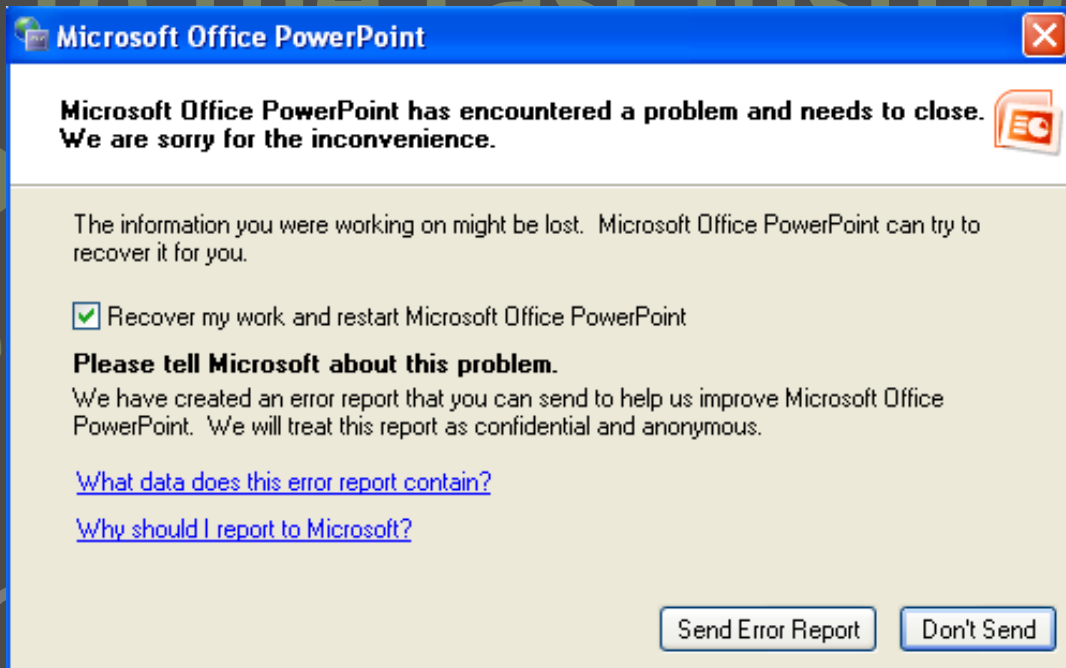 Microsoft Office PowerPoint
Microsoft Office PowerPoint has encountered a problem and needs to close.
We are sorry for the inconvenience.
The information you were working on might be lost.  Microsoft Office PowerPoint can try to
recover it for you.
Recover my work and restart Microsoft Office PowerPoint
Please tell Microsoft about this problem.
We have created an error report that you can send to help us improve Microsoft Office
PowerPoint.  We will treat this report as confidential and anonymous.
What data does this error report contain?
Why should I report to Microsoft?
Send Error Report
Don't Send